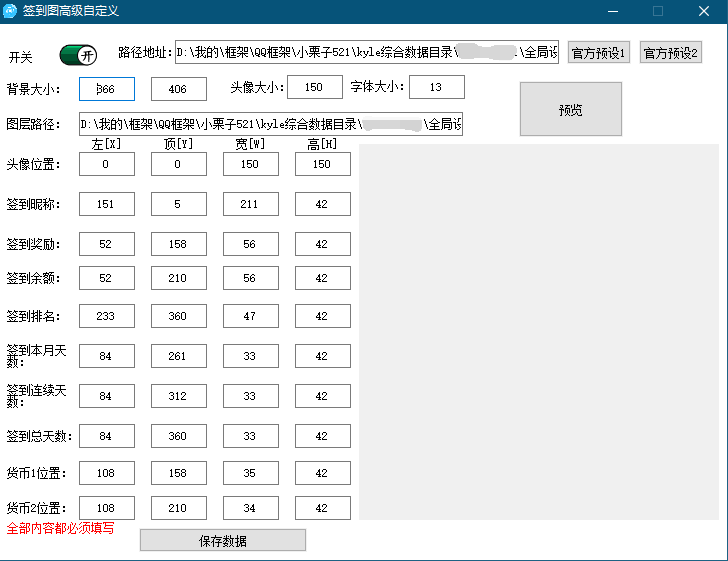 签到图高级自定义
开关 开 路径地址: D:\我的\框架\QQ框架\小栗子521\kyle综合数据目录\ \全局设 官方预设1 官方预设2
背景大小: 366 406 头像大小: 150 字体大小: 13 预览
图层路径: D:\我的\框架\QQ框架\小栗子521\kyle综合数据目录\ \全局设
左[X] 顶[Y] 宽[W] 高[H]
头像位置: 0 0 150 150
签到昵称: 151 5 211 42
签到奖励: 52 158 56 42
签到余额: 52 210 56 42
签到排名: 233 360 47 42
签到本月天数: 84 261 33 42
签到连续天数: 84 312 33 42
签到总天数: 84 360 33 42
货币1位置: 108 158 35 42
货币2位置: 108 210 34 42
全部内容都必须填写
保存数据